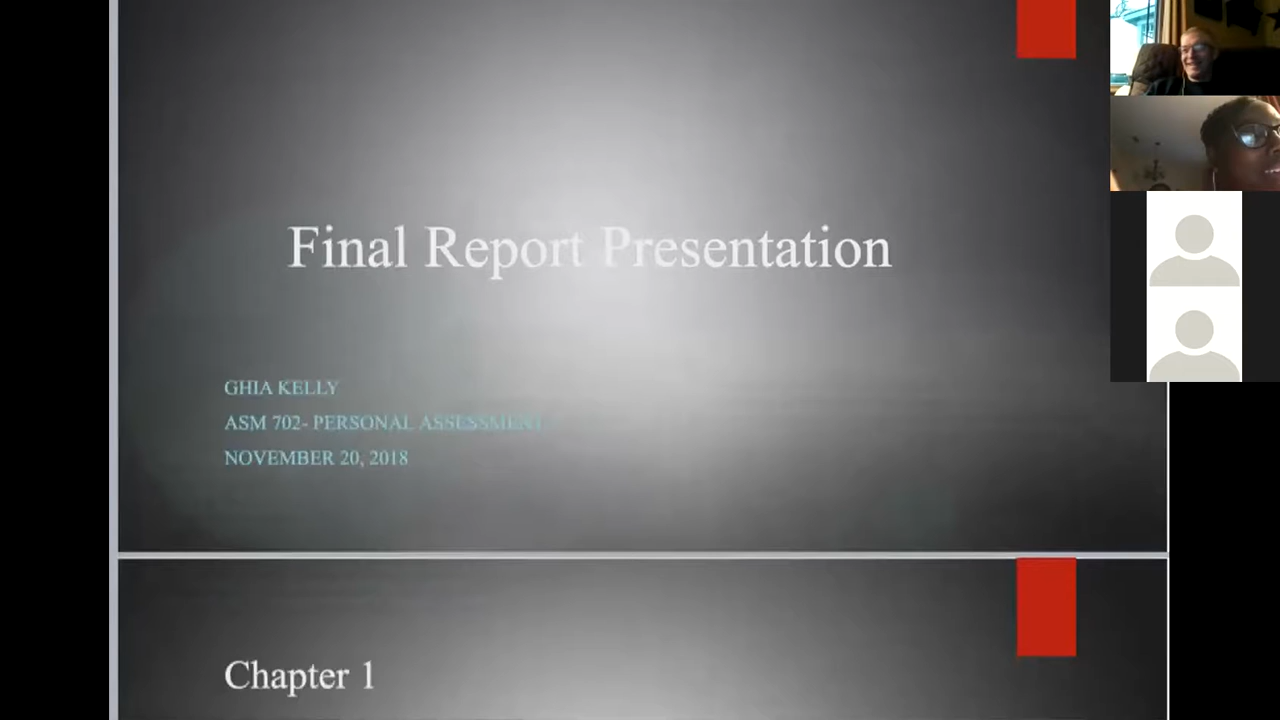 Final Report Presentation
GHIA KELLY
ASM 702- PERSONAL ASSESSMENT
NOVEMBER 20, 2018
Chapter 1